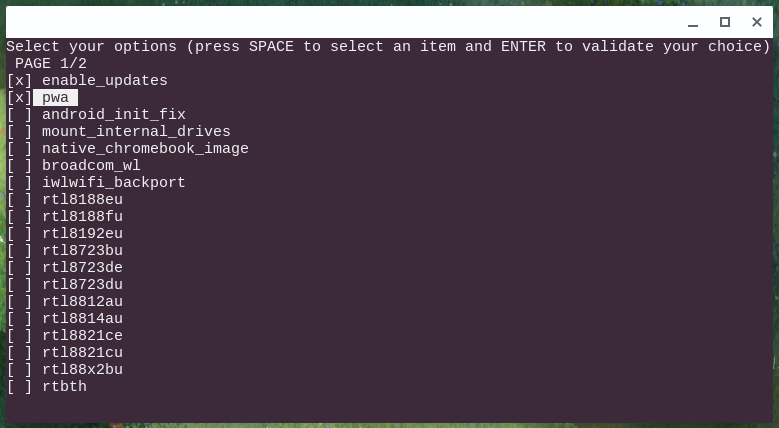 Select your options (press SPACE to select an item and ENTER to validate your choice)
PAGE 1/2
[x] enable_updates
[x] pwa
[ ] android_init_fix
[ ] mount_internal_drives
[ ] native_chromebook_image
[ ] broadcom_wl
[ ] iwlwifi_backport
[ ] rtl8188eu
[ ] rtl8188fu
[ ] rtl8192eu
[ ] rtl8723bu
[ ] rtl8723de
[ ] rtl8723du
[ ] rtl8812au
[ ] rtl8814au
[ ] rtl8821ce
[ ] rtl8821cu
[ ] rtl88x2bu
[ ] rtbth